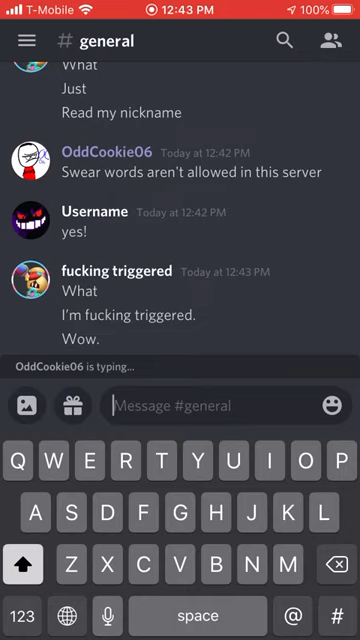 T-Mobile 12:43 PM 100%
# general
What
Just
Read my nickname
OddCookie06 Today at 12:42 PM
Swear words aren't allowed in this server
Username Today at 12:42 PM
yes!
fucking triggered Today at 12:43 PM
What
I'm fucking triggered.
Wow.
OddCookie06 is typing...
Message #general
Q W E R T Y U I O P
A S D F G H J K L
Z X C V B N M
123 space @ #